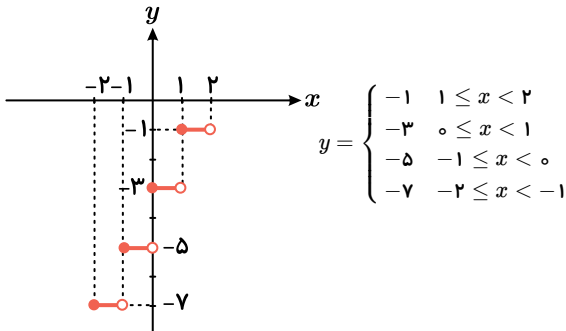 y
−۲ −۱ ۱ ۲ x
−۱
−۳
−۵
−۷
y = { −۱ ۱ ≤ x < ۲
−۳ ۰ ≤ x < ۱
−۵ −۱ ≤ x < ۰
−۷ −۲ ≤ x < −۱